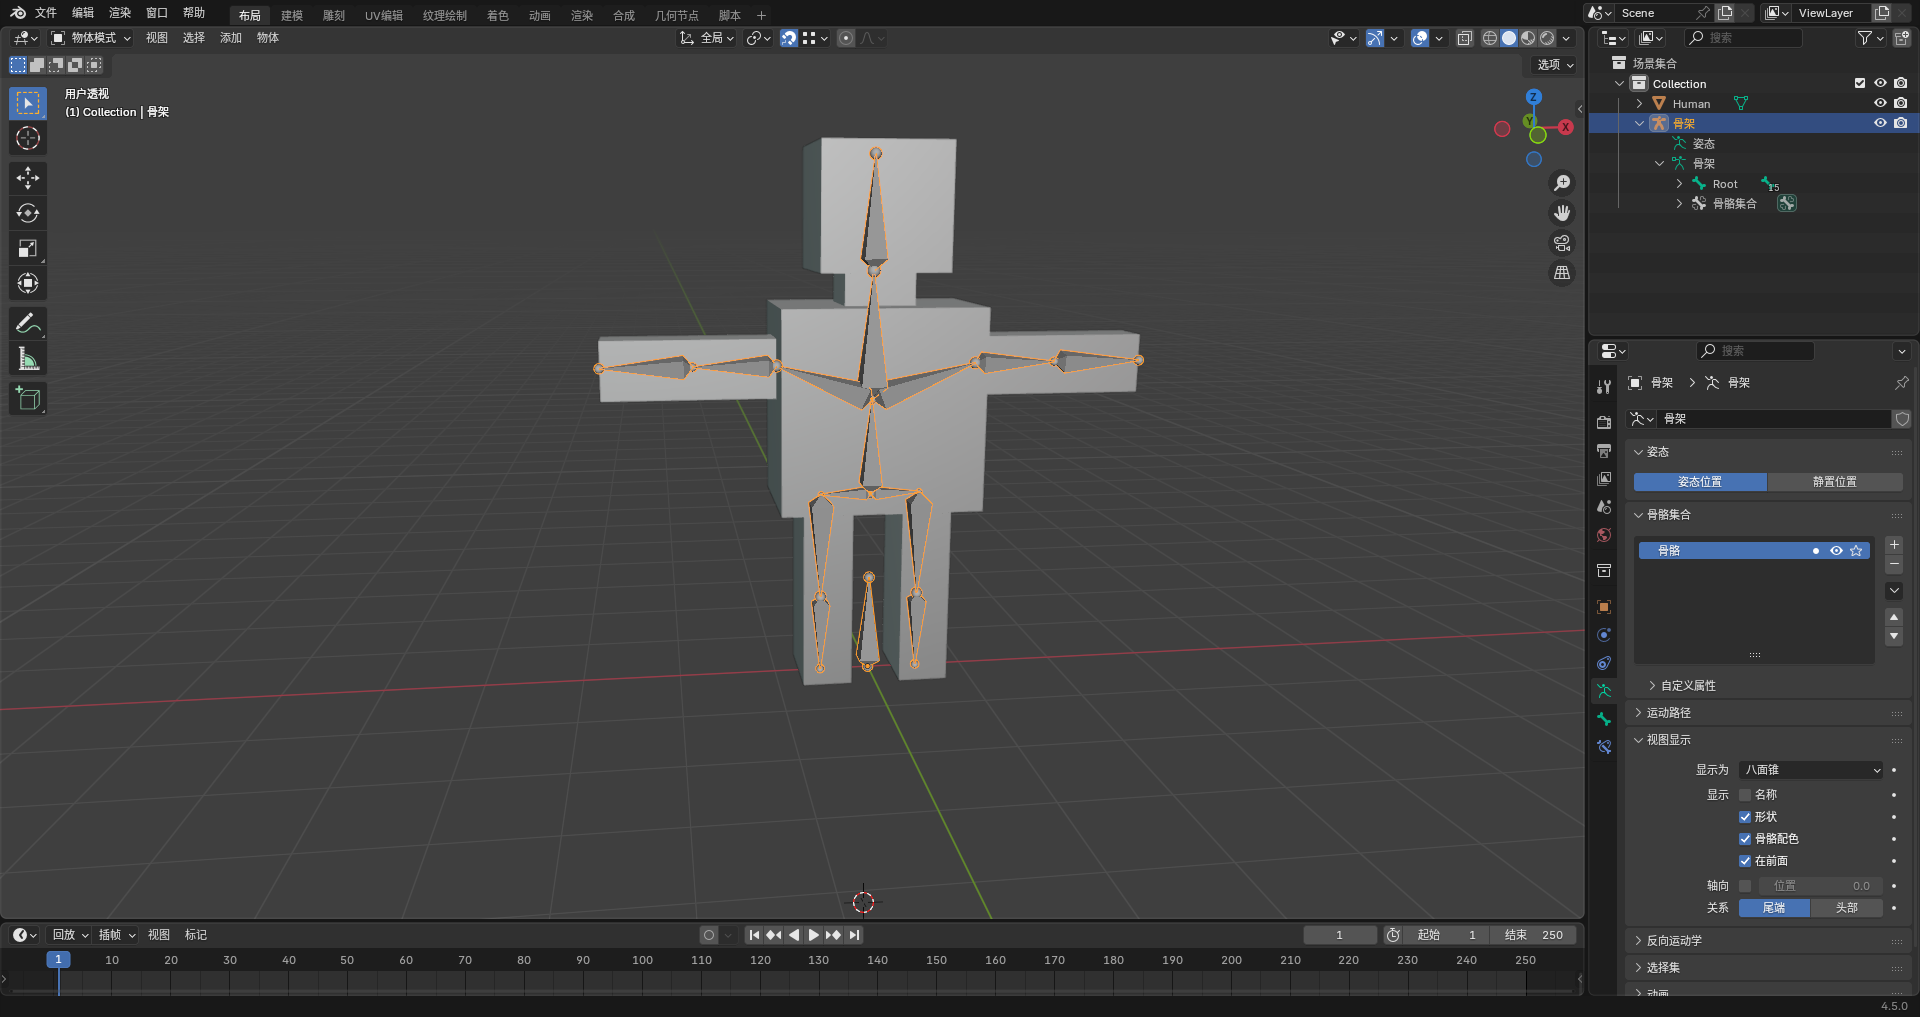 文件 编辑 渲染 窗口 帮助 布局 建模 雕刻 UV编辑 纹理绘制 着色 动画 渲染 合成 几何节点 脚本 + Scene ViewLayer
物体模式 视图 选择 添加 物体 全局 搜索
选项
用户透视
(1) Collection | 骨架
Z
Y
X
场景集合
Collection
Human
骨架
姿态
骨架
Root 15
骨骼集合
搜索
骨架 骨架
骨架
姿态
姿态位置 静置位置
骨骼集合
骨骼
自定义属性
运动路径
视图显示
显示为 八面锥
显示 名称
形状
骨骼配色
在前面
轴向 位置 0.0
关系 尾端 头部
反向运动学
选择集
动画
回放 插帧 视图 标记 1 起始 1 结束 250
1 10 20 30 40 50 60 70 80 90 100 110 120 130 140 150 160 170 180 190 200 210 220 230 240 250
4.5.0